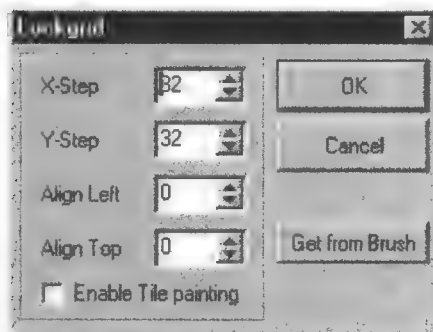 X-Step 32 OK
Y-Step 32 Cancel
Align Left 0
Align Top 0 Get from Brush
Enable Tile painting